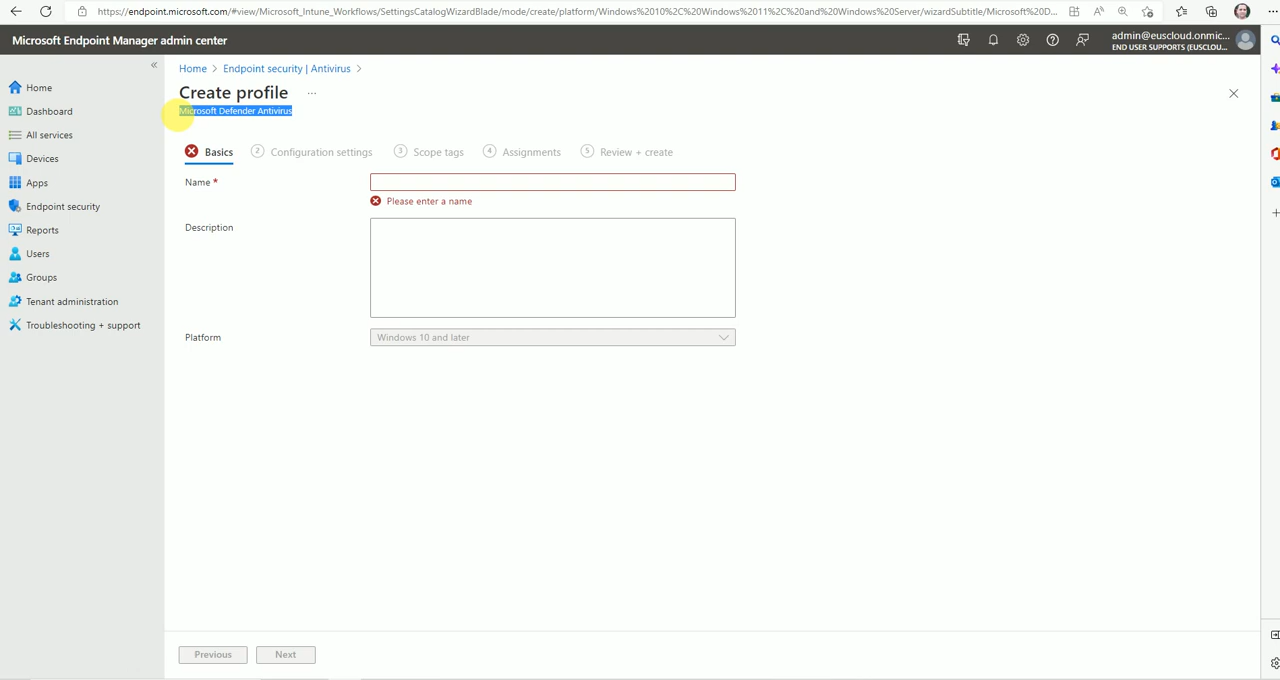 https://endpoint.microsoft.com/#view/Microsoft_Intune_Workflows/SettingsCatalogWizardBlade/mode/create/platform/Windows%2010%2C%20Windows%2011%2C%20and%20Windows%20Server/wizardSubtitle/Microsoft%20D...
Microsoft Endpoint Manager admin center
admin@euscloud.onmic...
END USER SUPPORTS (EUSCLOU...
Home > Endpoint security | Antivirus >
Create profile ...
Microsoft Defender Antivirus
Home
Dashboard
All services
Devices
Apps
Endpoint security
Reports
Users
Groups
Tenant administration
Troubleshooting + support
Basics 2 Configuration settings 3 Scope tags 4 Assignments 5 Review + create
Name *
Please enter a name
Description
Platform Windows 10 and later
Previous Next